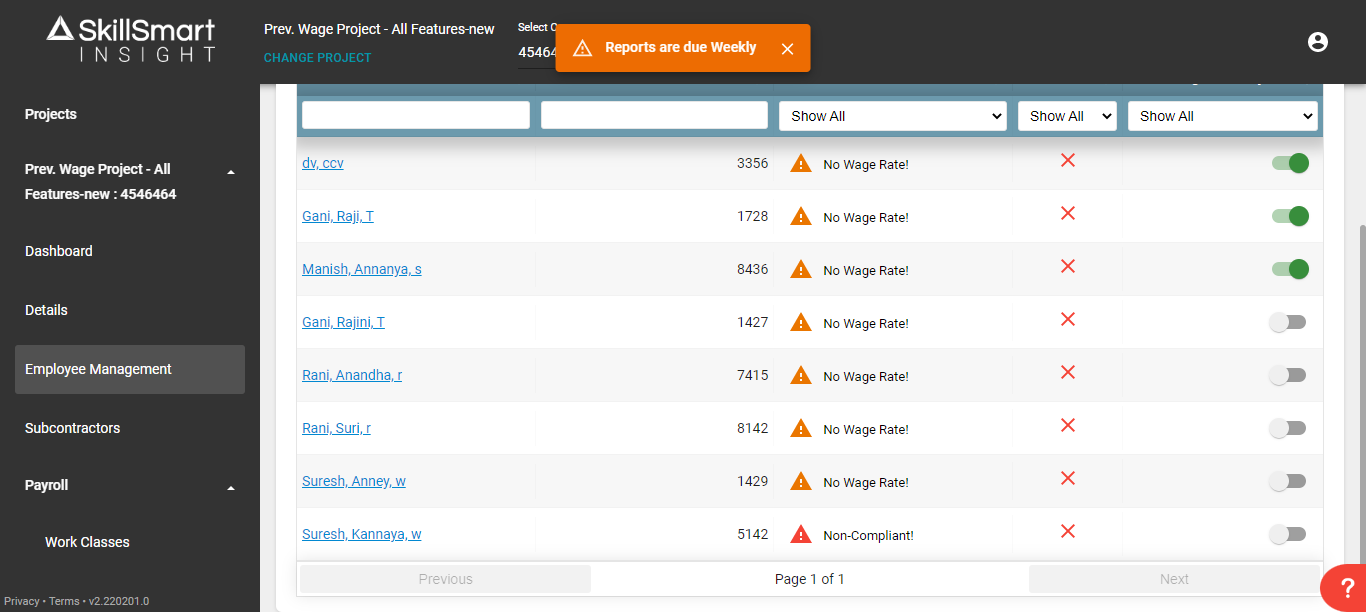 SkillSmart
INSIGHT
Prev. Wage Project - All Features-new
CHANGE PROJECT
Select C
45464
Reports are due Weekly
Projects
Prev. Wage Project - All
Features-new : 4546464
Dashboard
Details
Employee Management
Subcontractors
Payroll
Work Classes
Privacy • Terms • v2.220201.0
Show All
Show All
Show All
dv, ccv 3356 No Wage Rate!
Gani, Raji, T 1728 No Wage Rate!
Manish, Annanya, s 8436 No Wage Rate!
Gani, Rajini, T 1427 No Wage Rate!
Rani, Anandha, r 7415 No Wage Rate!
Rani, Suri, r 8142 No Wage Rate!
Suresh, Anney, w 1429 No Wage Rate!
Suresh, Kannaya, w 5142 Non-Compliant!
Previous
Page 1 of 1
Next
?